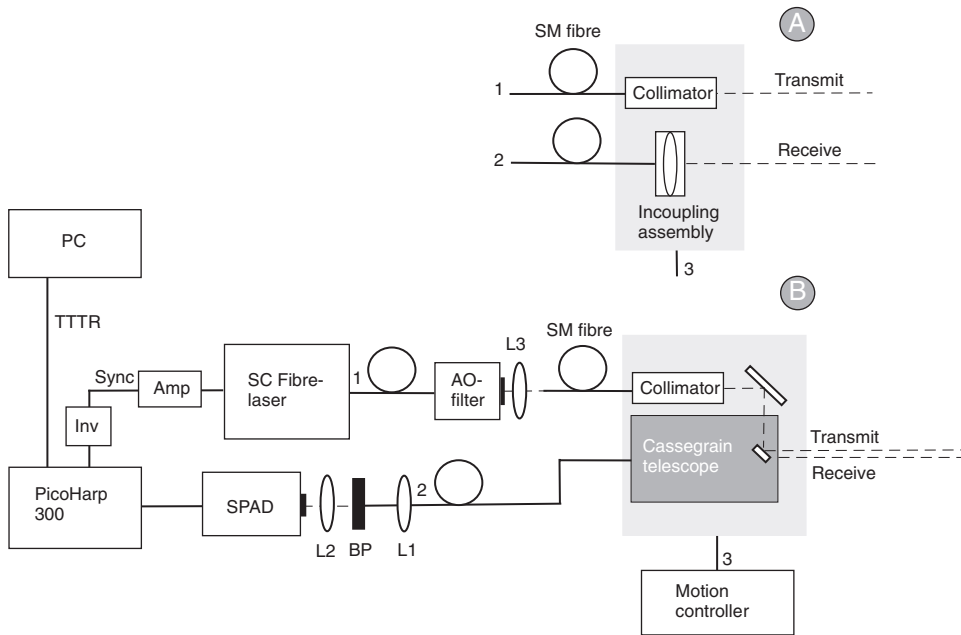 A
SM fibre
1
Collimator
Transmit
2
Receive
Incoupling
assembly
3
B
PC
TTTR
Sync
Amp
SC Fibre-
laser
1
AO-
filter
L3
SM fibre
Collimator
Inv
Cassegrain
telescope
Transmit
Receive
PicoHarp
300
SPAD
L2
BP
L1
2
3
Motion
controller